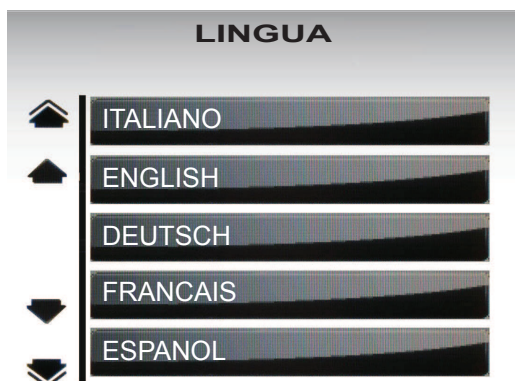 LINGUA
ITALIANO
ENGLISH
DEUTSCH
FRANCAIS
ESPANOL